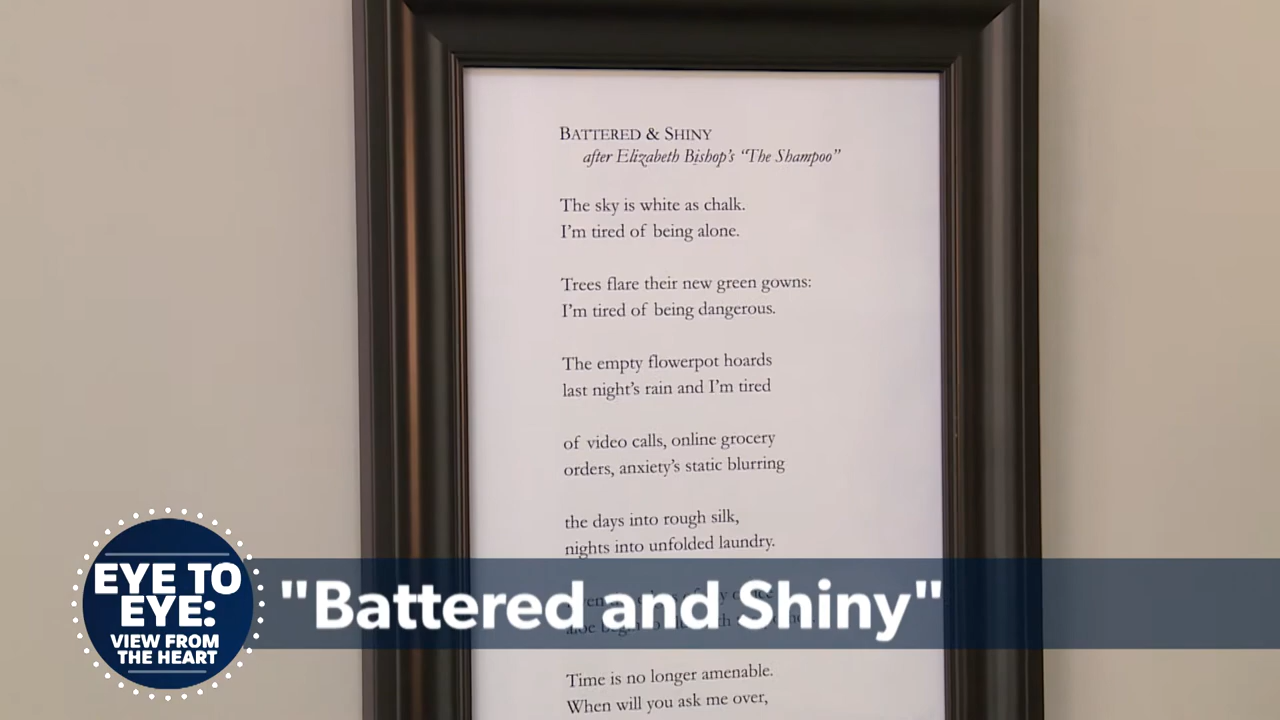 BATTERED & SHINY
after Elizabeth Bishop's "The Shampoo"
The sky is white as chalk.
I'm tired of being alone.
Trees flare their new green gowns:
I'm tired of being dangerous.
The empty flowerpot hoards
last night's rain and I'm tired
of video calls, online grocery
orders, anxiety's static blurring
the days into rough silk,
nights into unfolded laundry.
aloe
Time is no longer amenable.
When will you ask me over,
EYE TO
EYE:
VIEW FROM
THE HEART
"Battered and Shiny"